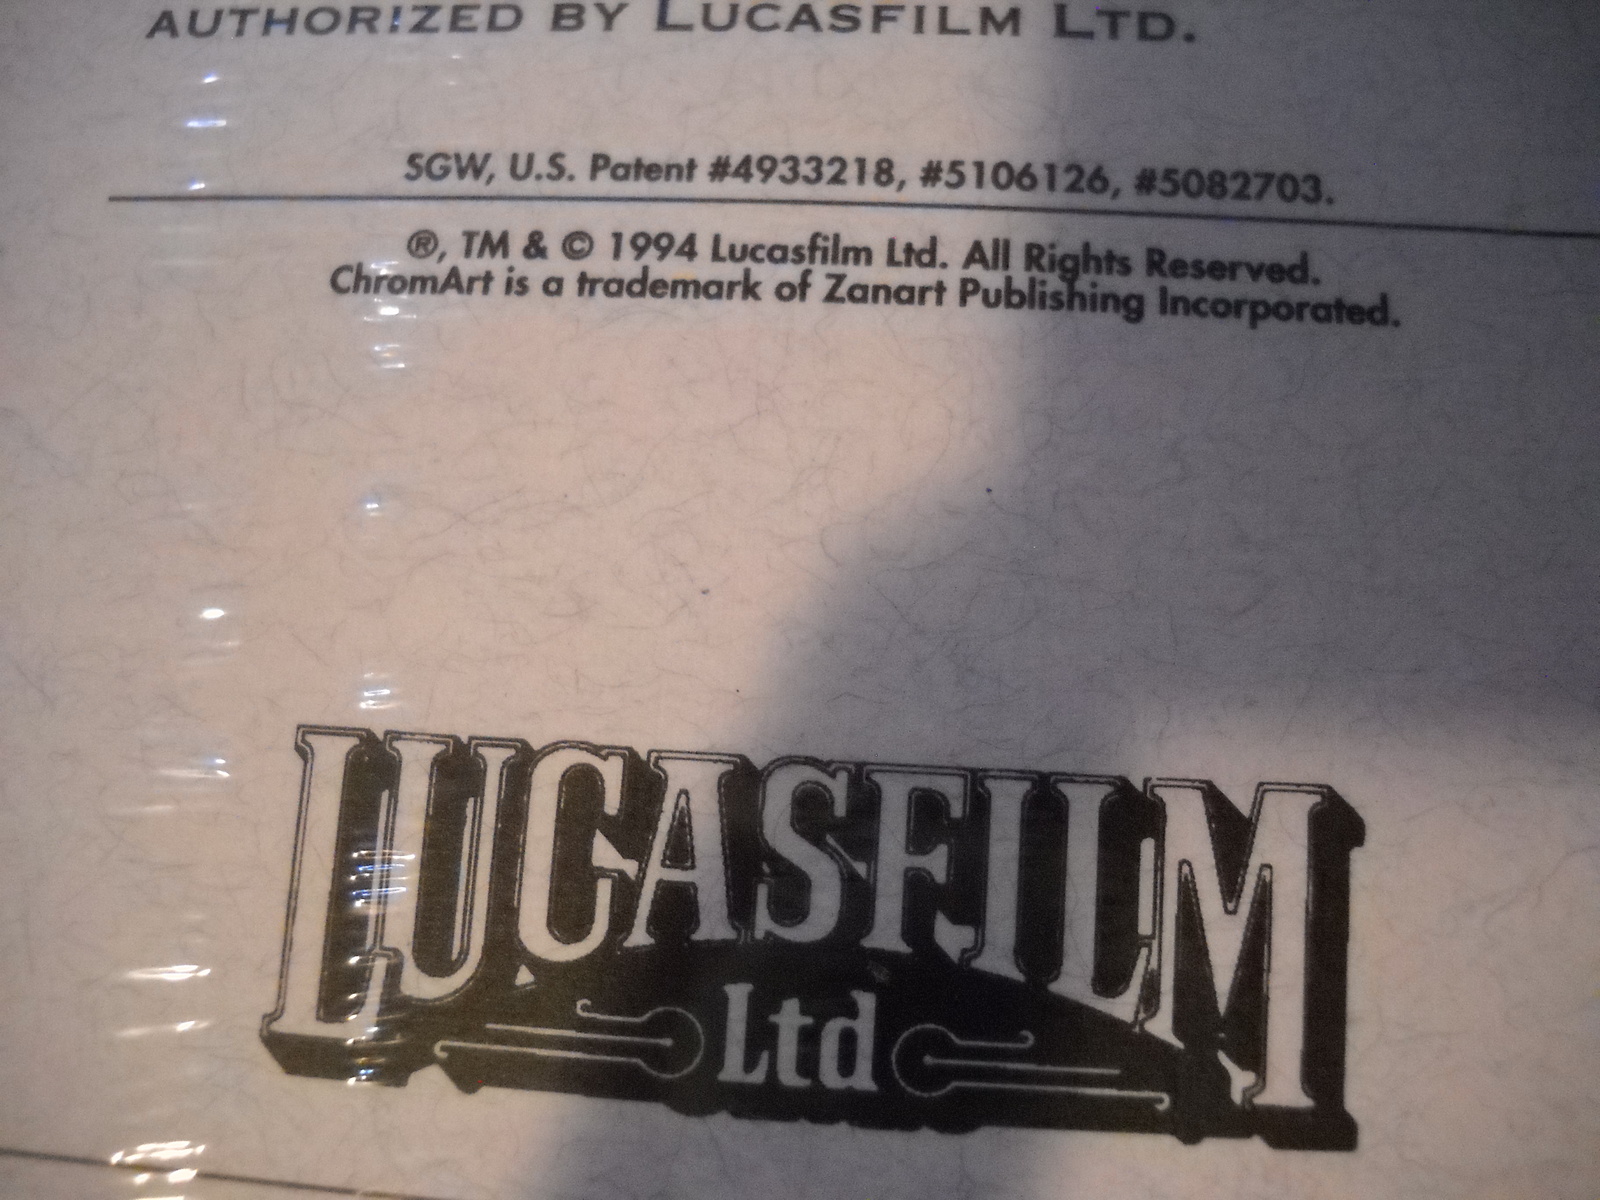 AUTHORIZED BY LUCASFILM LTD.
SGW, U.S. Patent #4933218, #5106126, #5082703.
®, TM & © 1994 Lucasfilm Ltd. All Rights Reserved.
ChromArt is a trademark of Zanart Publishing Incorporated.
LUCASFILM
Ltd